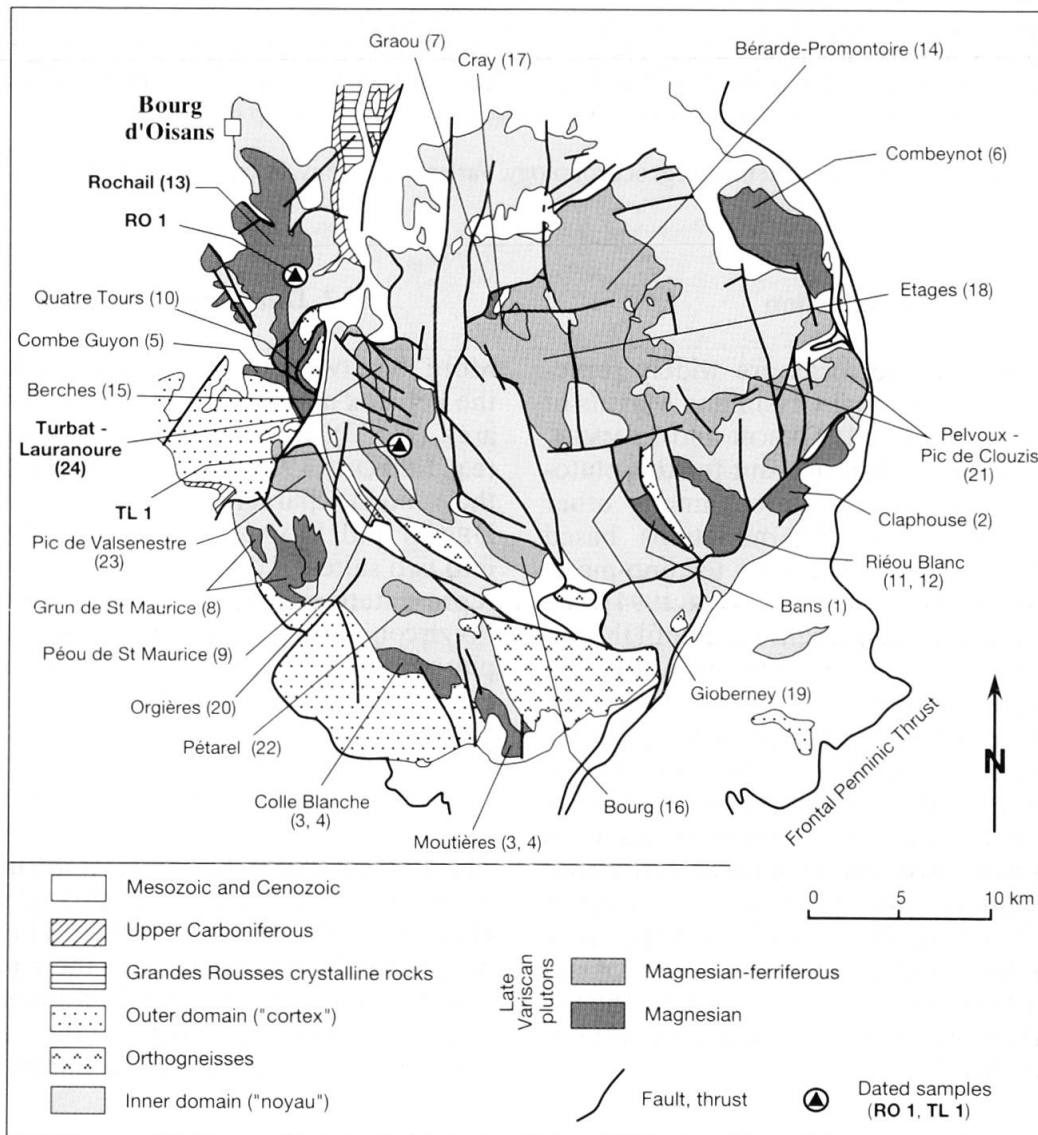 Graou (7)
Cray (17)
Bérarde-Promontoire (14)
Bourg
d'Oisans
Combeynot (6)
Rochail (13)
RO 1
Quatre Tours (10)
Etages (18)
Combe Guyon (5)
Berches (15)
Turbat -
Lauranoure
(24)
Pelvoux -
Pic de Clouzis
(21)
TL 1
Claphouse (2)
Pic de Valsenestre
(23)
Riéou Blanc
(11, 12)
Grun de St Maurice (8)
Bans (1)
Péou de St Maurice (9)
Gioberney (19)
Orgières (20)
Pétarel (22)
N
Frontal Penninic Thrust
Colle Blanche
(3, 4)
Bourg (16)
Moutières (3, 4)
Mesozoic and Cenozoic
Upper Carboniferous
Grandes Rousses crystalline rocks
Outer domain ("cortex")
Orthogneisses
Inner domain ("noyau")
0 5 10 km
Late
Variscan
plutons
Magnesian-ferriferous
Magnesian
Fault, thrust
Dated samples
(RO 1, TL 1)